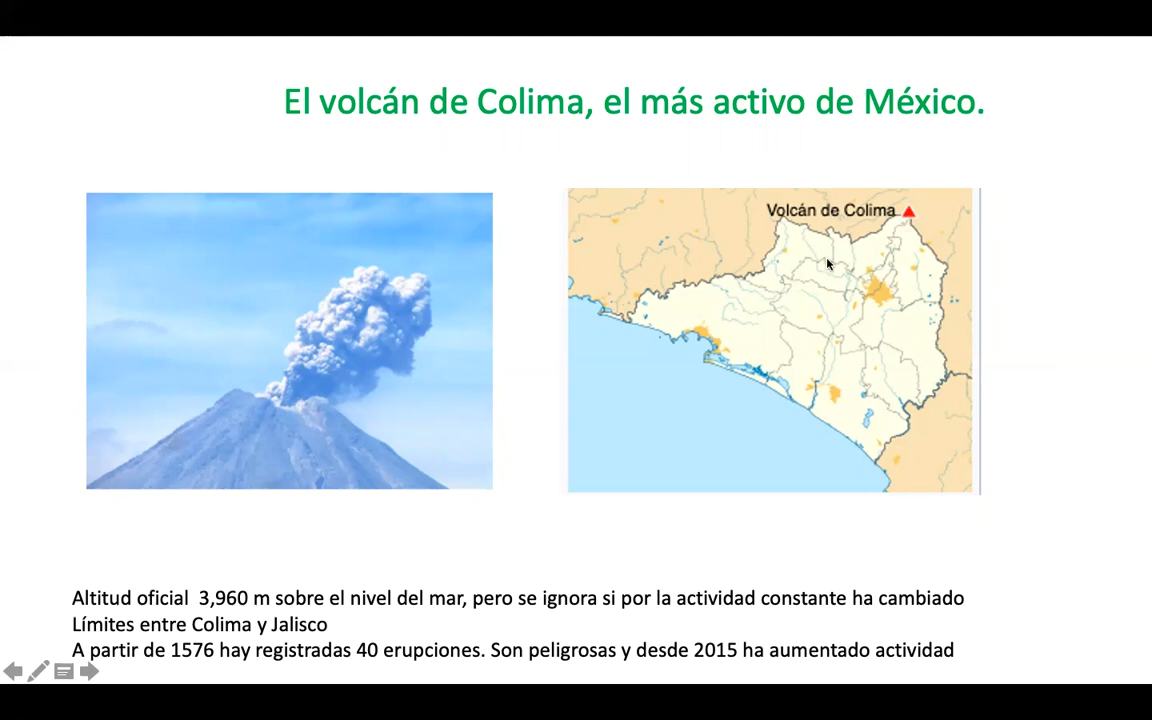 El volcán de Colima, el más activo de México.
Volcán de Colima
Altitud oficial  3,960 m sobre el nivel del mar, pero se ignora si por la actividad constante ha cambiado
Límites entre Colima y Jalisco
A partir de 1576 hay registradas 40 erupciones. Son peligrosas y desde 2015 ha aumentado actividad